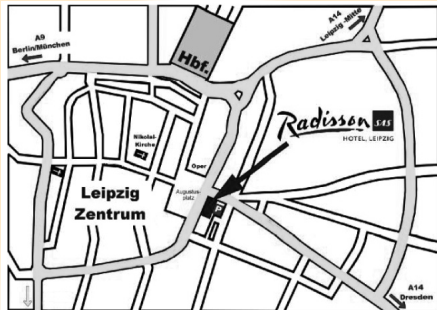 A9
Berlin/München
Hbf.
A14
Leipzig -Mitte
Radisson SAS
HOTEL, LEIPZIG
Nikolai-
Kirche
Oper
Augustus-
platz
Leipzig
Zentrum
P
A14
Dresden